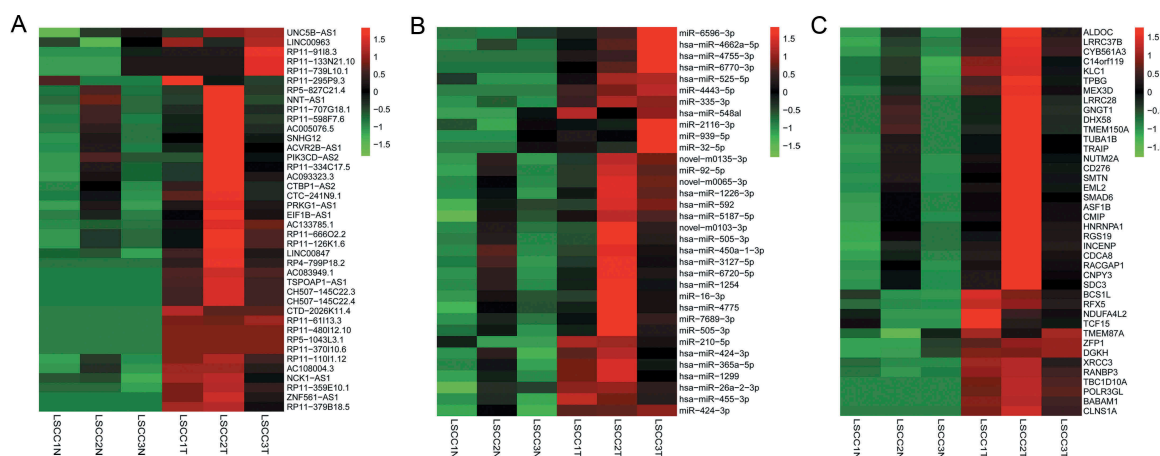 A
UNC5B−AS1
LINC00963
RP11−91I8.3
RP11−133N21.10
RP11−739L10.1
RP11−295P9.3
RP5−827C21.4
NNT−AS1
RP11−707G18.1
RP11−598F7.6
AC005076.5
SNHG12
ACVR2B−AS1
PIK3CD−AS2
RP11−334C17.5
AC093323.3
CTBP1−AS2
CTC−241N9.1
PRKG1−AS1
EIF1B−AS1
AC133785.1
RP11−666O2.2
RP11−126K1.6
LINC00847
RP4−799P18.2
AC083949.1
TSPOAP1−AS1
CH507−145C22.3
CH507−145C22.4
CTD−2026K11.4
RP11−61I13.3
RP11−480I12.10
RP5−1043L3.1
RP11−370I10.6
RP11−110I1.12
AC108004.3
NCK1−AS1
RP11−359E10.1
ZNF561−AS1
RP11−379B18.5
1.5
1
0.5
0
−0.5
−1
−1.5
LSCC1N
LSCC2N
LSCC3N
LSCC1T
LSCC2T
LSCC3T
B
miR−6596−3p
hsa−miR−4662a−5p
hsa−miR−4755−3p
hsa−miR−6770−3p
hsa−miR−525−5p
miR−4443−5p
miR−335−3p
hsa−miR−548al
miR−2116−3p
miR−939−5p
miR−32−5p
novel−m0135−3p
miR−92−5p
novel−m0065−3p
hsa−miR−1226−3p
hsa−miR−592
miR−5187−5p
novel−m0103−3p
hsa−miR−505−3p
hsa−miR−450a−1−3p
hsa−miR−3127−5p
hsa−miR−6720−5p
hsa−miR−1254
miR−16−3p
hsa−miR−4775
miR−7689−3p
miR−505−3p
miR−210−5p
hsa−miR−424−3p
hsa−miR−365a−5p
hsa−miR−1299
hsa−miR−26a−2−3p
hsa−miR−455−3p
miR−424−3p
1.5
1
0.5
0
−0.5
−1
−1.5
LSCC1N
LSCC2N
LSCC3N
LSCC1T
LSCC2T
LSCC3T
C
ALDOC
LRRC37B
CYB561A3
C14orf119
KLC1
TPBG
MEX3D
LRRC28
GNGT1
DHX58
TMEM150A
TUBA1B
TRAIP
NUTM2A
CD276
SMTN
EML2
SMAD6
ASF1B
CMIP
HNRNPA1
RGS19
INCENP
CDCA8
RACGAP1
CNPY3
SDC3
BCS1L
RFX5
NDUFA4L2
TCF15
TMEM87A
ZFP1
DGKH
XRCC3
RANBP3
TBC1D10A
POLR3GL
BABAM1
CLNS1A
1.5
1
0.5
0
−0.5
−1
LSCC1N
LSCC2N
LSCC3N
LSCC1T
LSCC2T
LSCC3T